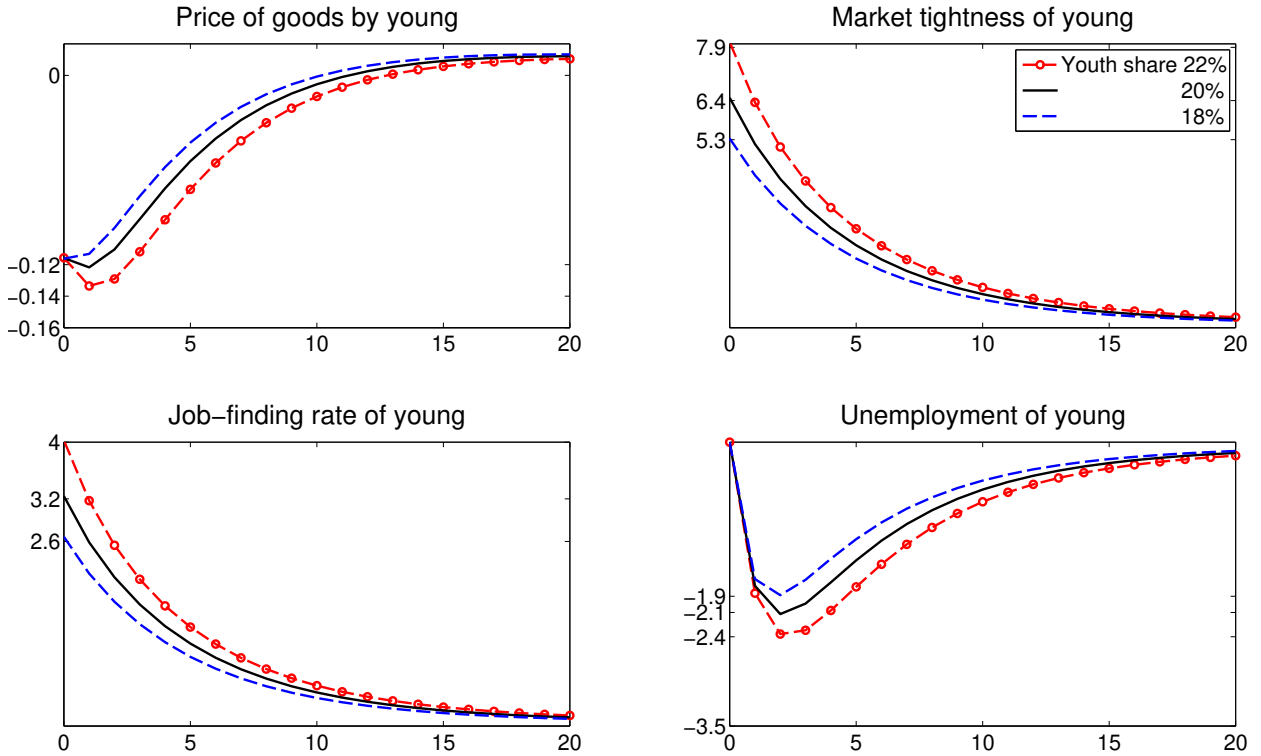 Price of goods by young
0
−0.12
−0.14
−0.16
0 5 10 15 20
Market tightness of young
7.9
6.4
5.3
Youth share 22%
20%
18%
0 5 10 15 20
Job−finding rate of young
4
3.2
2.6
0 5 10 15 20
Unemployment of young
−1.9
−2.1
−2.4
−3.5
0 5 10 15 20